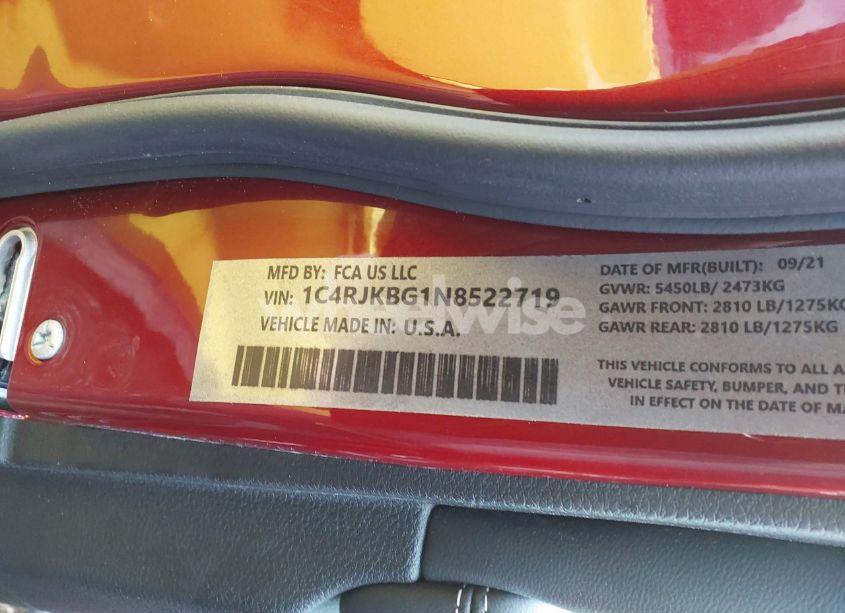 MFD BY: FCA US LLC
VIN: 1C4RJKBG1N8522719
VEHICLE MADE IN: U.S.A.
DATE OF MFR(BUILT): 09/21
GVWR: 5450LB/ 2473KG
GAWR FRONT: 2810 LB/1275KG
GAWR REAR: 2810 LB/1275KG
THIS VEHICLE CONFORMS TO ALL A
VEHICLE SAFETY, BUMPER, AND T
IN EFFECT ON THE DATE OF MA